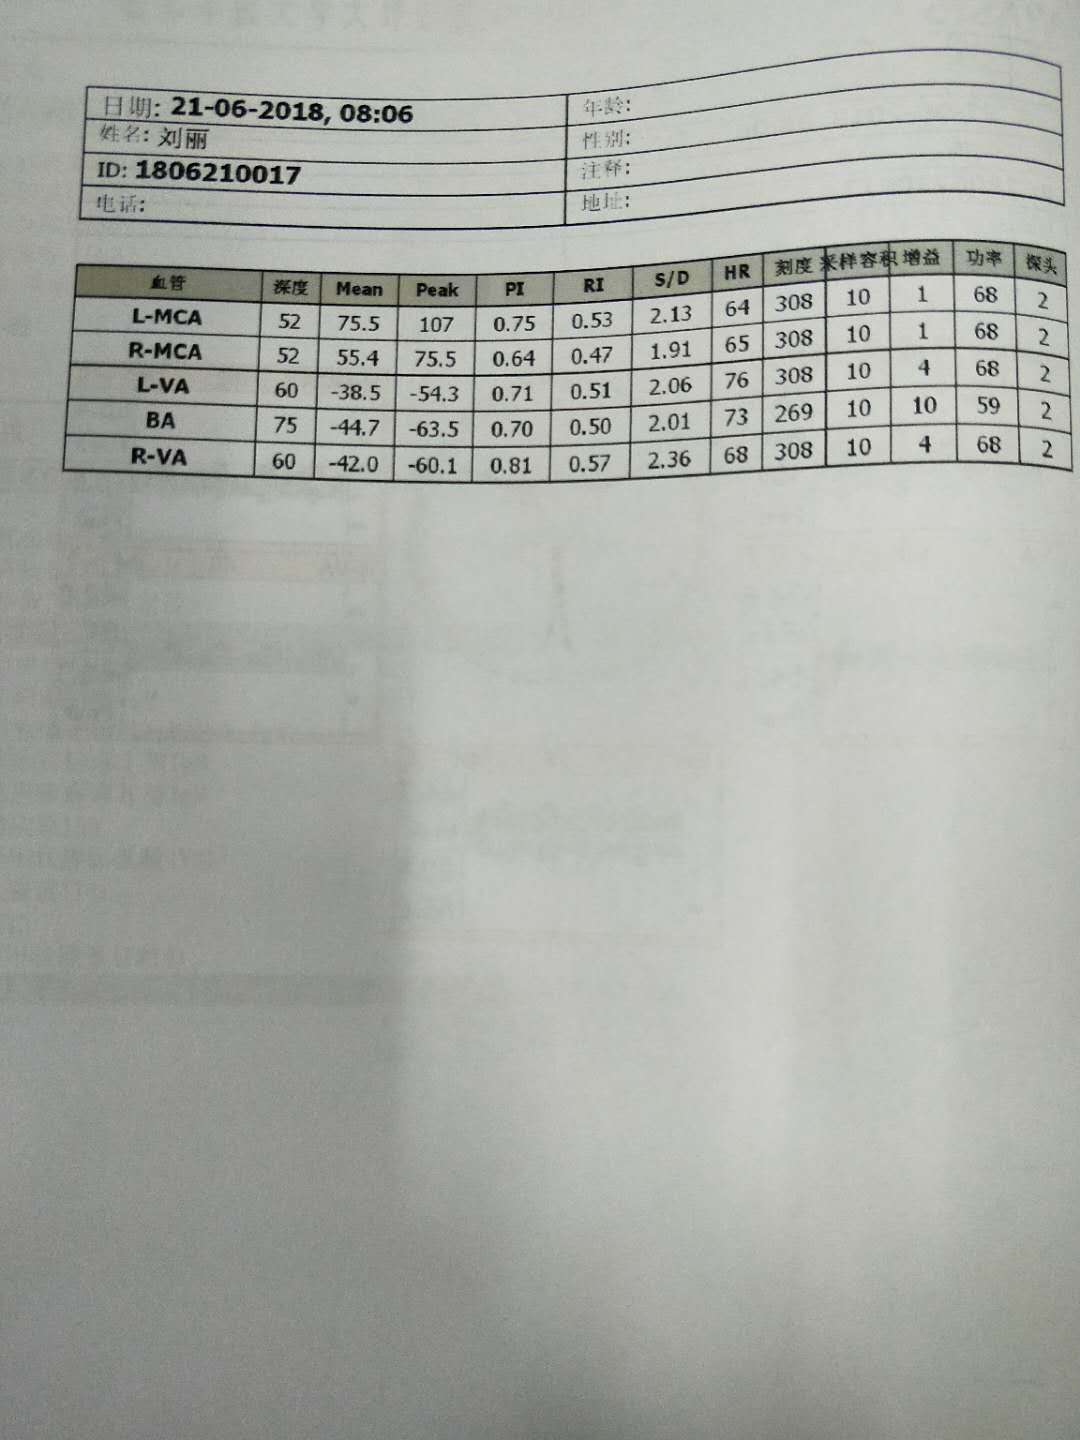 日期: 21-06-2018, 08:06 年龄:
姓名: 刘丽 性别:
ID: 1806210017 注释:
电话: 地址:
血管 深度 Mean Peak PI RI S/D HR 刻度 采样容积 增益 功率 探头
L-MCA 52 75.5 107 0.75 0.53 2.13 64 308 10 1 68 2
R-MCA 52 55.4 75.5 0.64 0.47 1.91 65 308 10 1 68 2
L-VA 60 -38.5 -54.3 0.71 0.51 2.06 76 308 10 4 68 2
BA 75 -44.7 -63.5 0.70 0.50 2.01 73 269 10 10 59 2
R-VA 60 -42.0 -60.1 0.81 0.57 2.36 68 308 10 4 68 2